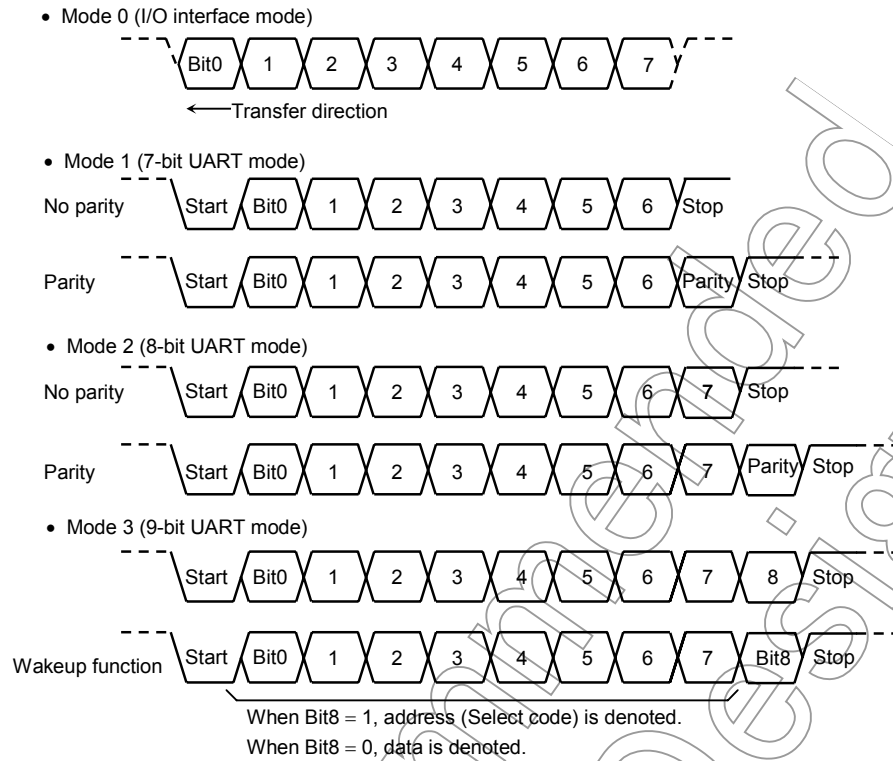 • Mode 0 (I/O interface mode)
Bit0 1 2 3 4 5 6 7
←Transfer direction
• Mode 1 (7-bit UART mode)
No parity Start Bit0 1 2 3 4 5 6 Stop
Parity Start Bit0 1 2 3 4 5 6 Parity Stop
• Mode 2 (8-bit UART mode)
No parity Start Bit0 1 2 3 4 5 6 7 Stop
Parity Start Bit0 1 2 3 4 5 6 7 Parity Stop
• Mode 3 (9-bit UART mode)
Start Bit0 1 2 3 4 5 6 7 8 Stop
Wakeup function Start Bit0 1 2 3 4 5 6 7 Bit8 Stop
When Bit8 = 1, address (Select code) is denoted.
When Bit8 = 0, data is denoted.